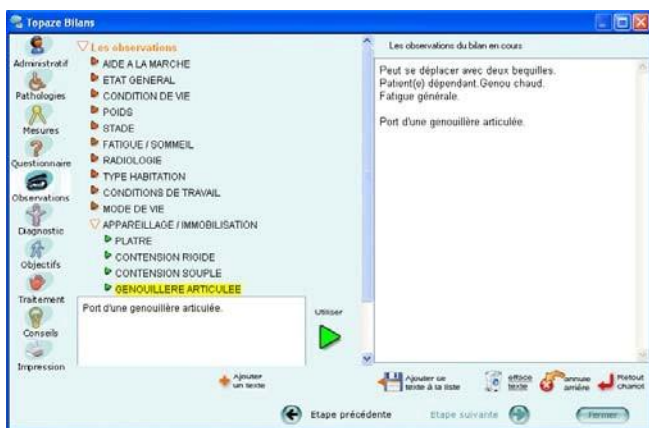 Topaze Bilans
Administratif
Pathologies
Mesures
Questionnaire
Observations
Diagnostic
Objectifs
Traitement
Conseils
Impression
Les observations
AIDE A LA MARCHE
ETAT GENERAL
CONDITION DE VIE
POIDS
STADE
FATIGUE / SOMMEIL
RADIOLOGIE
TYPE HABITATION
CONDITIONS DE TRAVAIL
MODE DE VIE
APPAREILLAGE / IMMOBILISATION
PLATRE
CONTENSION RIGIDE
CONTENSION SOUPLE
GENOUILLERE ARTICULEE
Port d'une genouillère articulée.
Ajouter
un texte
Utiliser
Les observations du bilan en cours
Peut se déplacer avec deux bequilles.
Patient(e) dépendant.Genou chaud.
Fatigue générale.
Port d'une genouillère articulée.
Ajouter ce
texte à la liste
efface
texte
annule
arrière
Retout
chariot
Etape précédente
Etape suivante
Fermer